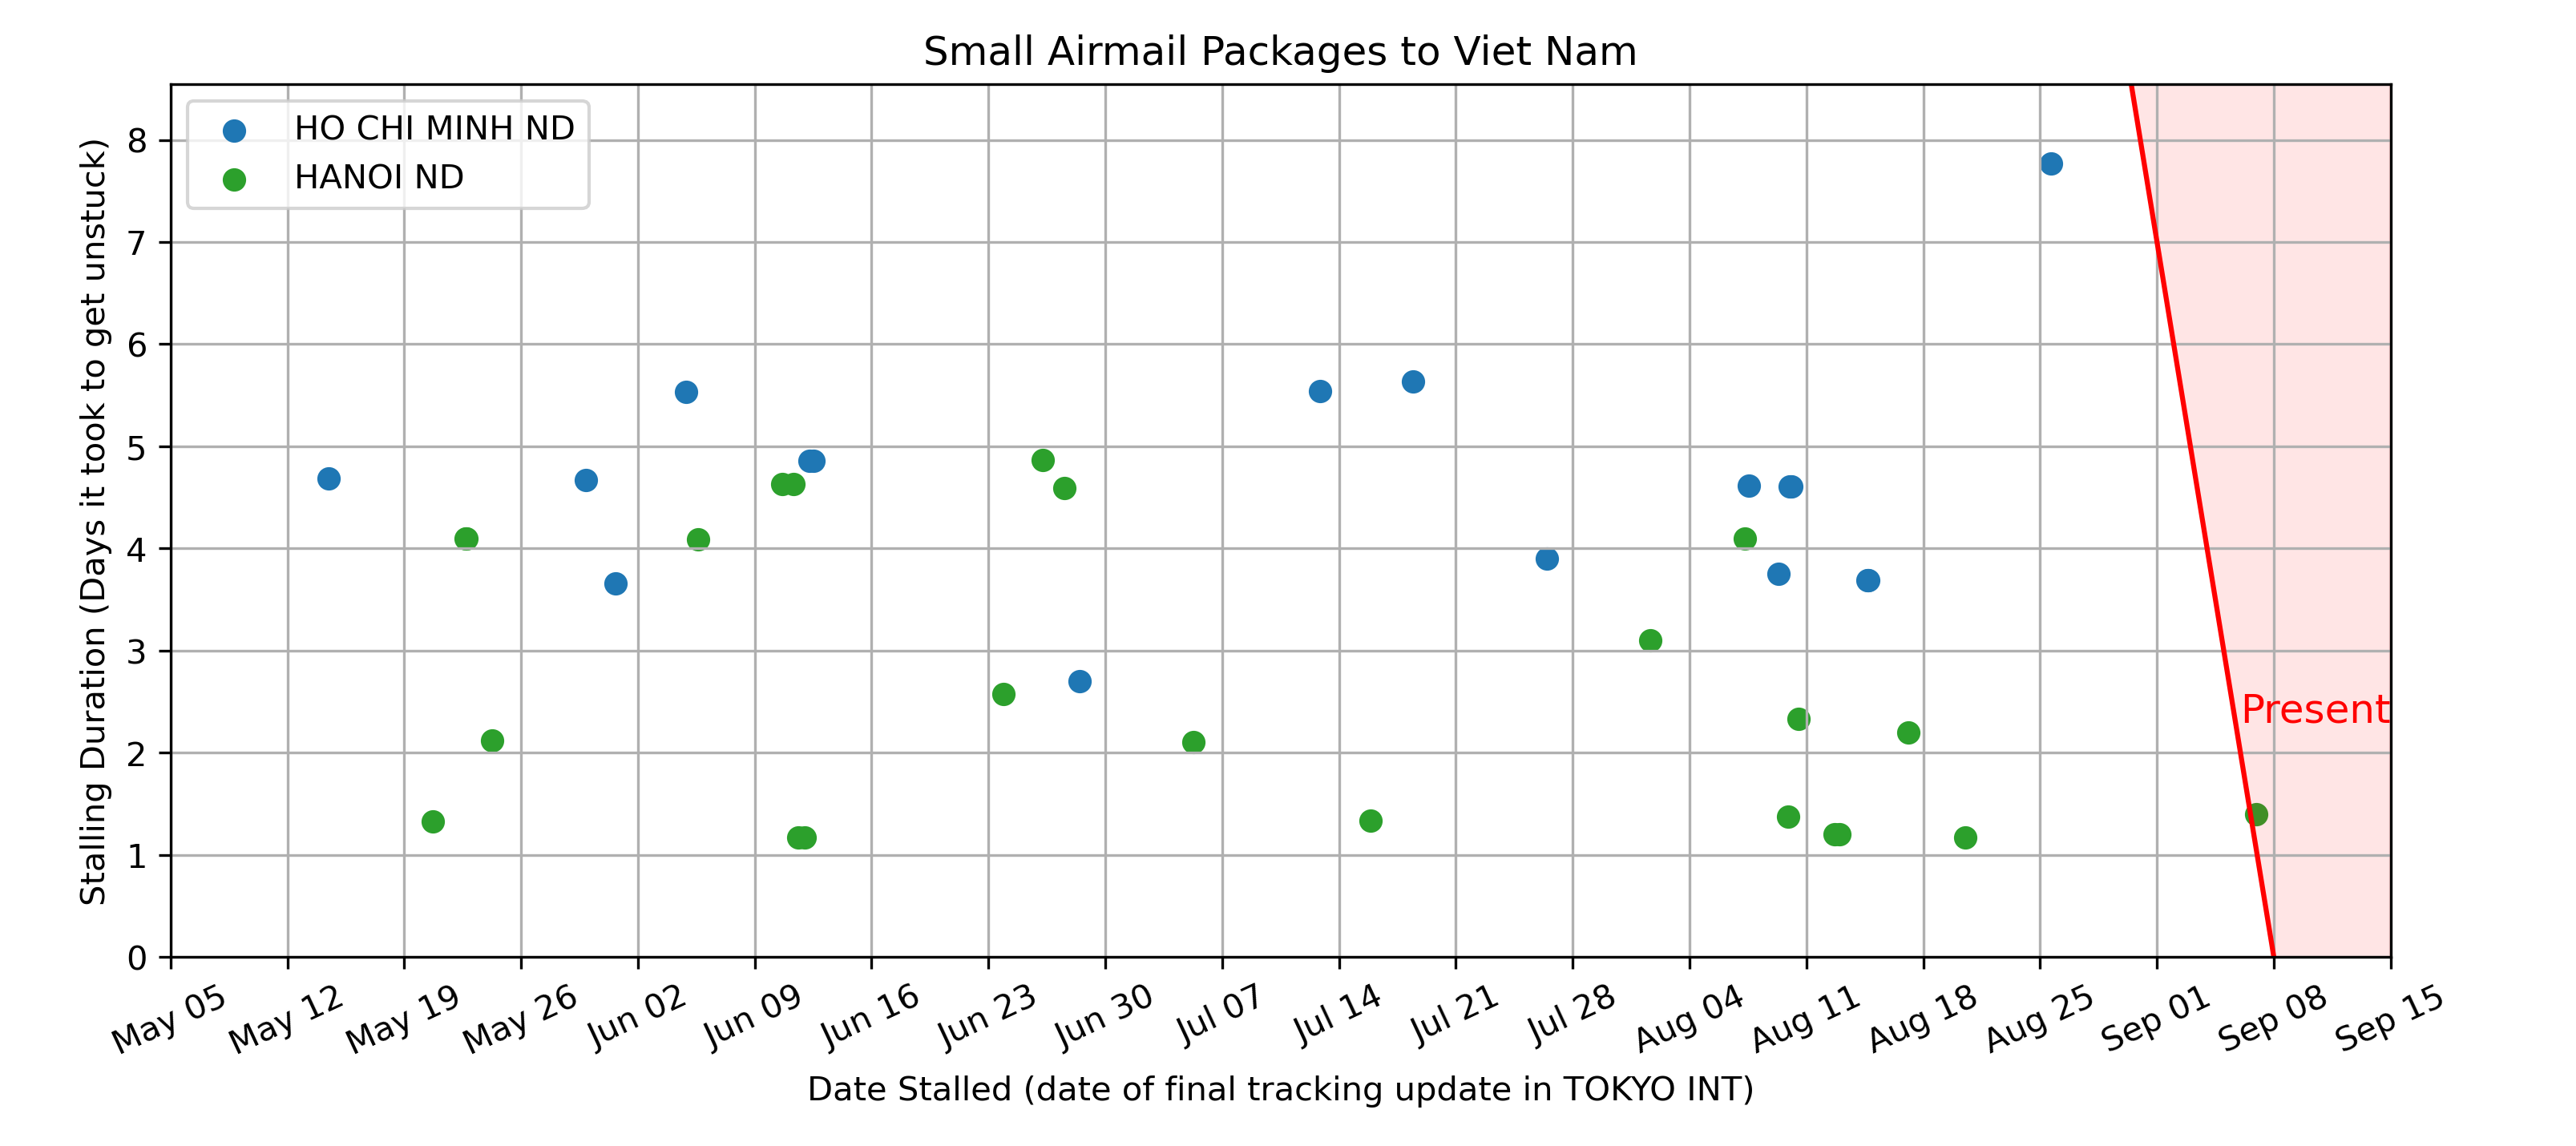 Small Airmail Packages to Viet Nam
HO CHI MINH ND
HANOI ND
Stalling Duration (Days it took to get unstuck)
8
7
6
5
4
3
2
1
0
Present
May 05
May 12
May 19
May 26
Jun 02
Jun 09
Jun 16
Jun 23
Jun 30
Jul 07
Jul 14
Jul 21
Jul 28
Aug 04
Aug 11
Aug 18
Aug 25
Sep 01
Sep 08
Sep 15
Date Stalled (date of final tracking update in TOKYO INT)